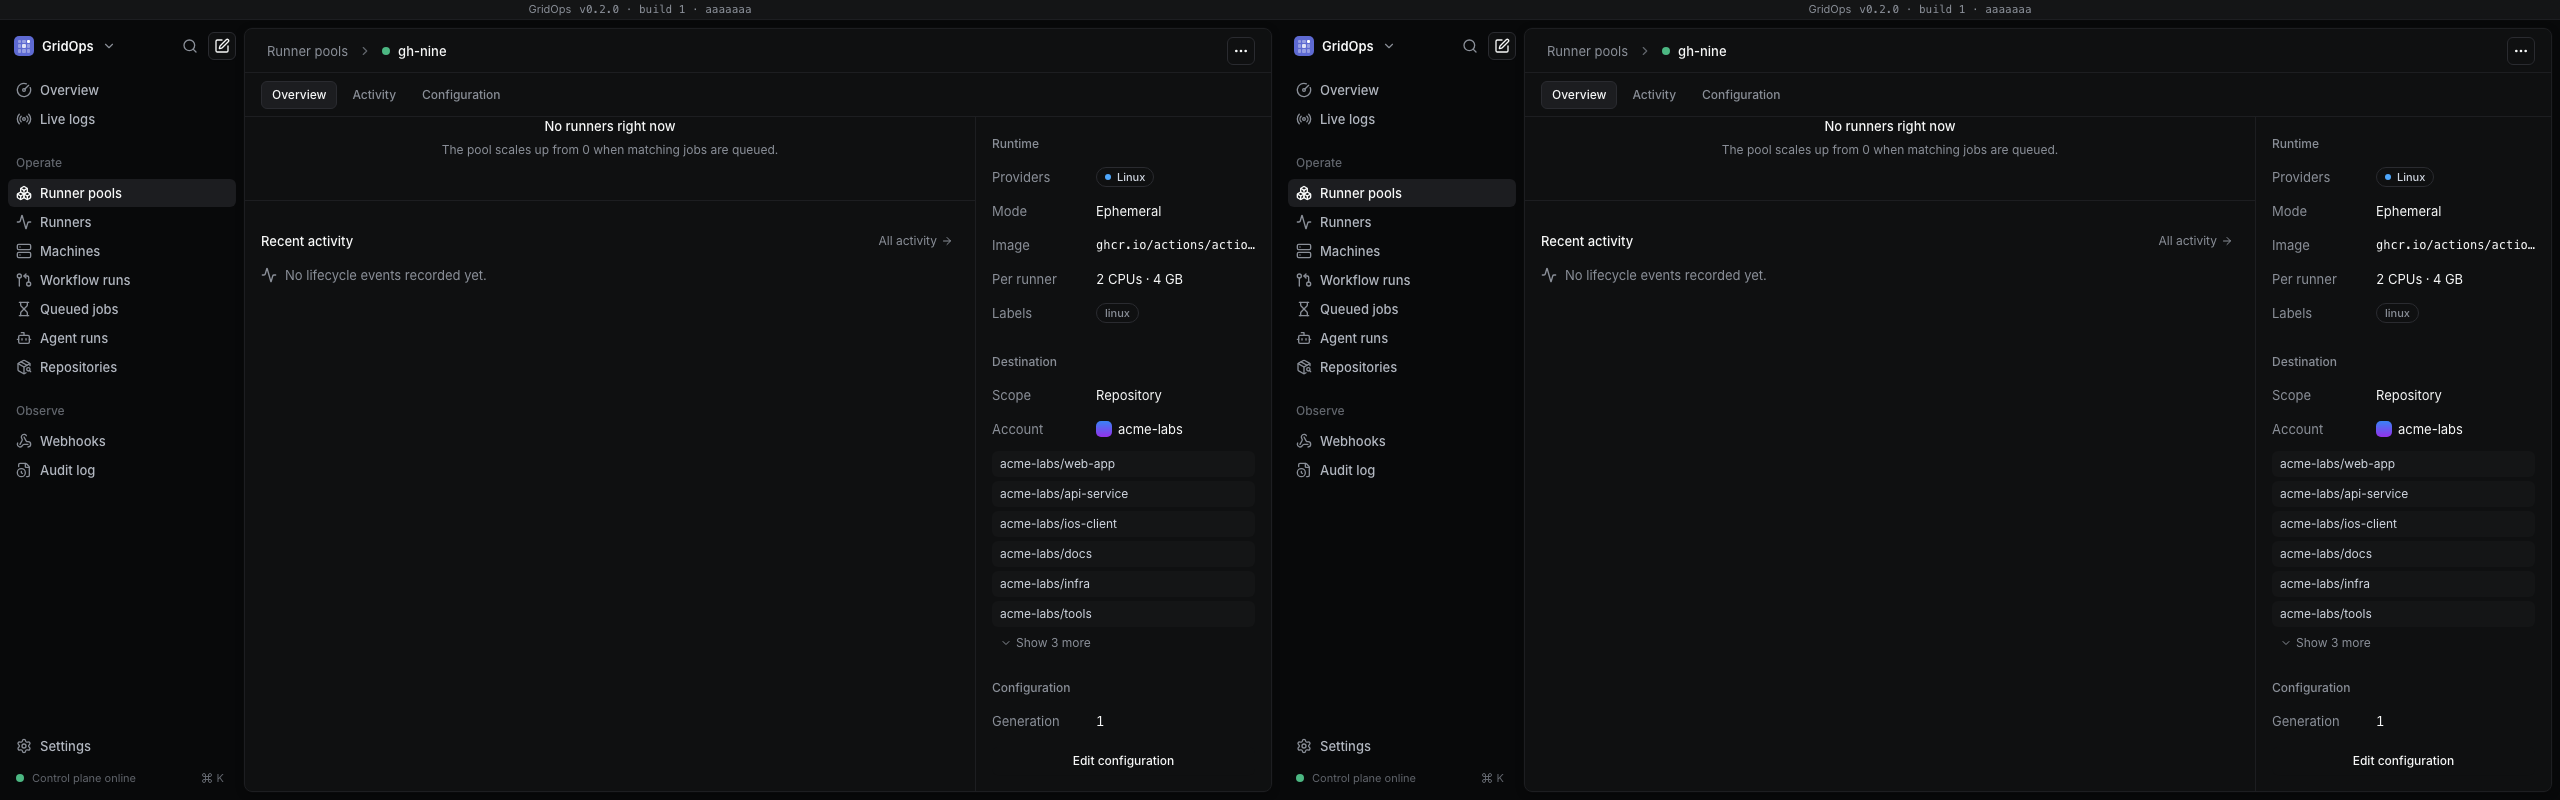 GridOps v0.2.0 · build 1 · aaaaaaa
GridOps
Overview
Live logs
Operate
Runner pools
Runners
Machines
Workflow runs
Queued jobs
Agent runs
Repositories
Observe
Webhooks
Audit log
Settings
Control plane online ⌘ K
Runner pools > gh-nine
Overview Activity Configuration
No runners right now
The pool scales up from 0 when matching jobs are queued.
Recent activity All activity →
No lifecycle events recorded yet.
Runtime
Providers Linux
Mode Ephemeral
Image ghcr.io/actions/actio…
Per runner 2 CPUs · 4 GB
Labels linux
Destination
Scope Repository
Account acme-labs
acme-labs/web-app
acme-labs/api-service
acme-labs/ios-client
acme-labs/docs
acme-labs/infra
acme-labs/tools
Show 3 more
Configuration
Generation 1
Edit configuration
GridOps v0.2.0 · build 1 · aaaaaaa
GridOps
Overview
Live logs
Operate
Runner pools
Runners
Machines
Workflow runs
Queued jobs
Agent runs
Repositories
Observe
Webhooks
Audit log
Settings
Control plane online ⌘ K
Runner pools > gh-nine
Overview Activity Configuration
No runners right now
The pool scales up from 0 when matching jobs are queued.
Recent activity All activity →
No lifecycle events recorded yet.
Runtime
Providers Linux
Mode Ephemeral
Image ghcr.io/actions/actio…
Per runner 2 CPUs · 4 GB
Labels linux
Destination
Scope Repository
Account acme-labs
acme-labs/web-app
acme-labs/api-service
acme-labs/ios-client
acme-labs/docs
acme-labs/infra
acme-labs/tools
Show 3 more
Configuration
Generation 1
Edit configuration